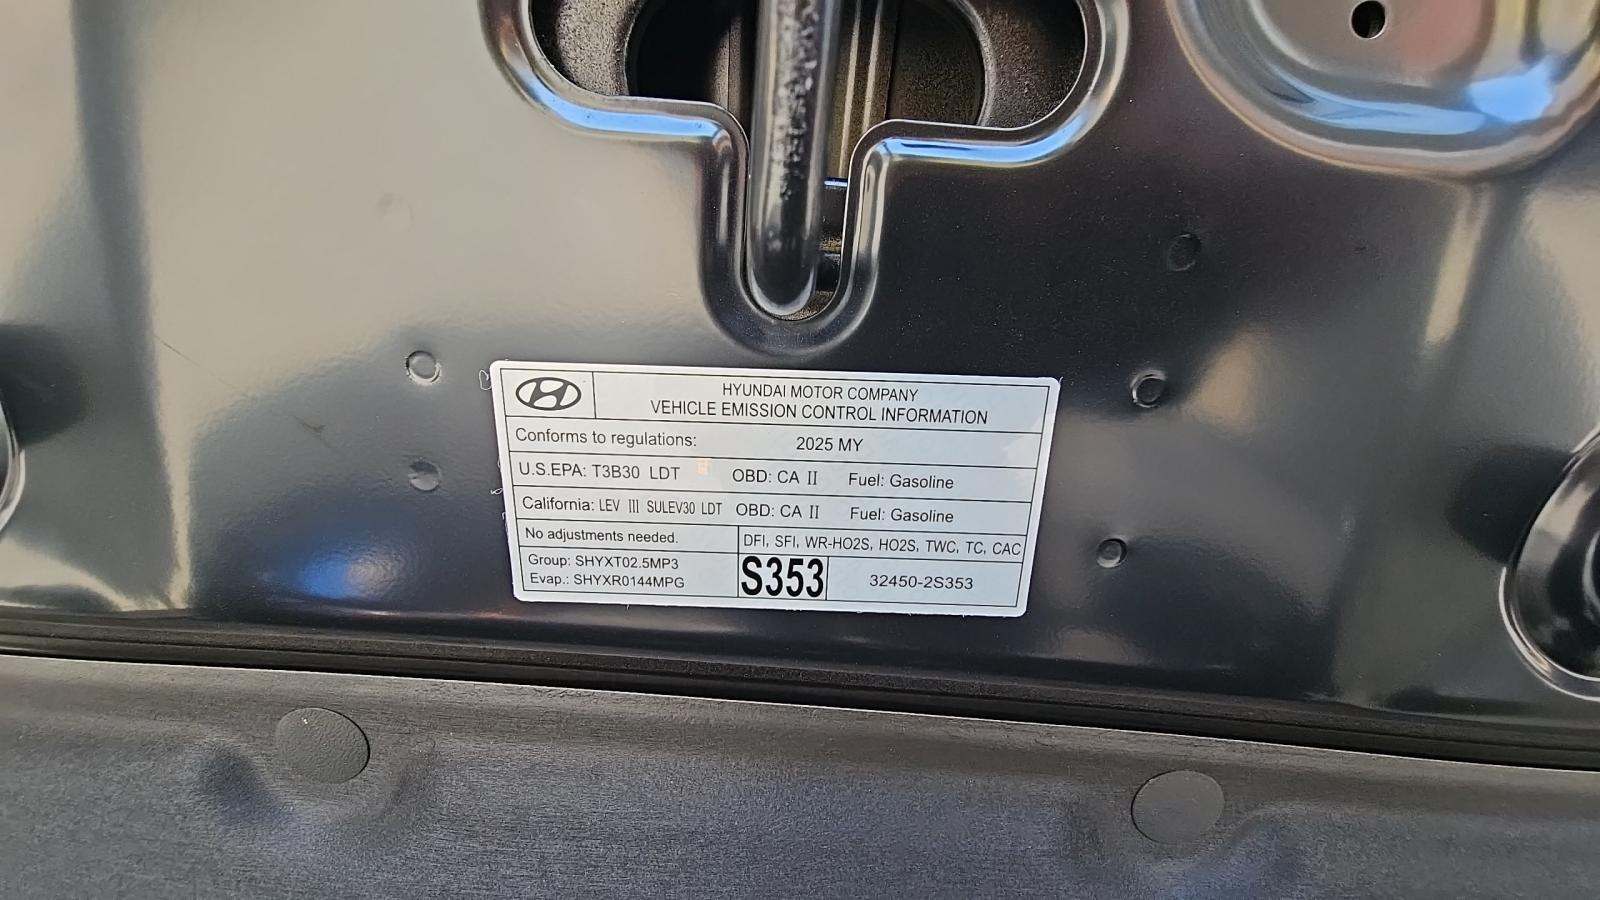 HYUNDAI MOTOR COMPANY
VEHICLE EMISSION CONTROL INFORMATION
Conforms to regulations: 2025 MY
U.S.EPA: T3B30 LDT OBD: CA II Fuel: Gasoline
California: LEV III SULEV30 LDT OBD: CA II Fuel: Gasoline
No adjustments needed. DFI, SFI, WR-HO2S, HO2S, TWC, TC, CAC
Group: SHYXT02.5MP3
Evap.: SHYXR0144MPG
S353 32450-2S353